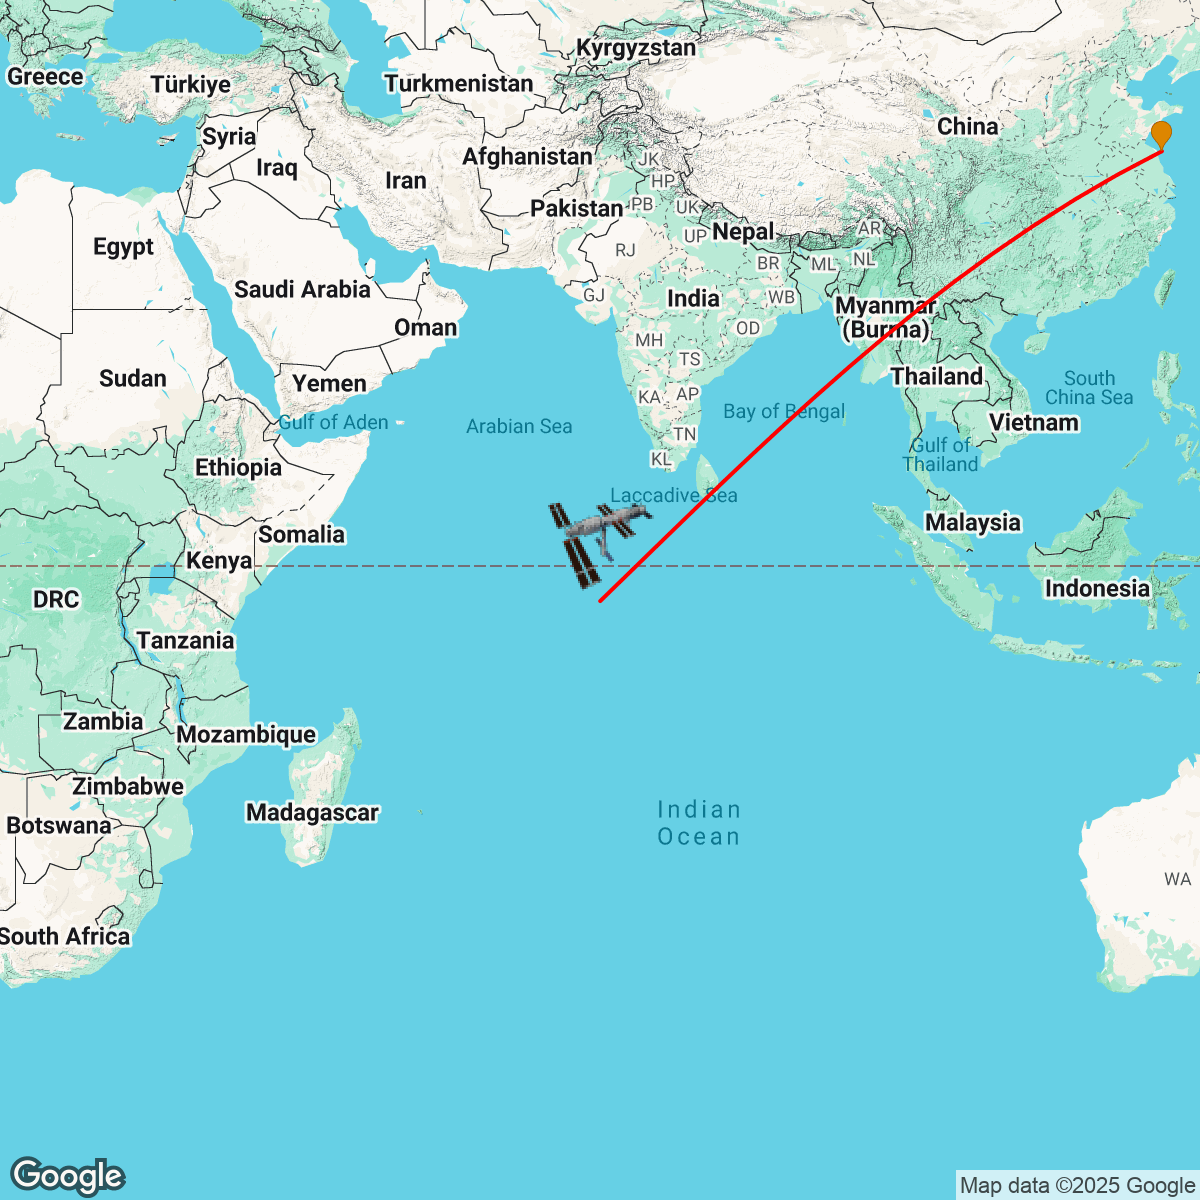 Kyrgyzstan
Greece
Türkiye
Turkmenistan
China
Syria
Afghanistan
JK
Iraq
Iran
HP
Pakistan
PB
UK
Nepal
AR
Egypt
UP
RJ
BR
ML
NL
Saudi Arabia
GJ
India
WB
Myanmar
(Burma)
Oman
OD
MH
TS
Sudan
Yemen
Thailand
South
China Sea
KA
AP
Gulf of Aden
Arabian Sea
Bay of Bengal
Vietnam
TN
Gulf of
Thailand
KL
Ethiopia
Laccadive Sea
Malaysia
Somalia
Kenya
DRC
Indonesia
Tanzania
Zambia
Mozambique
Zimbabwe
Madagascar
Botswana
Indian
Ocean
WA
South Africa
Google
Map data ©2025 Google